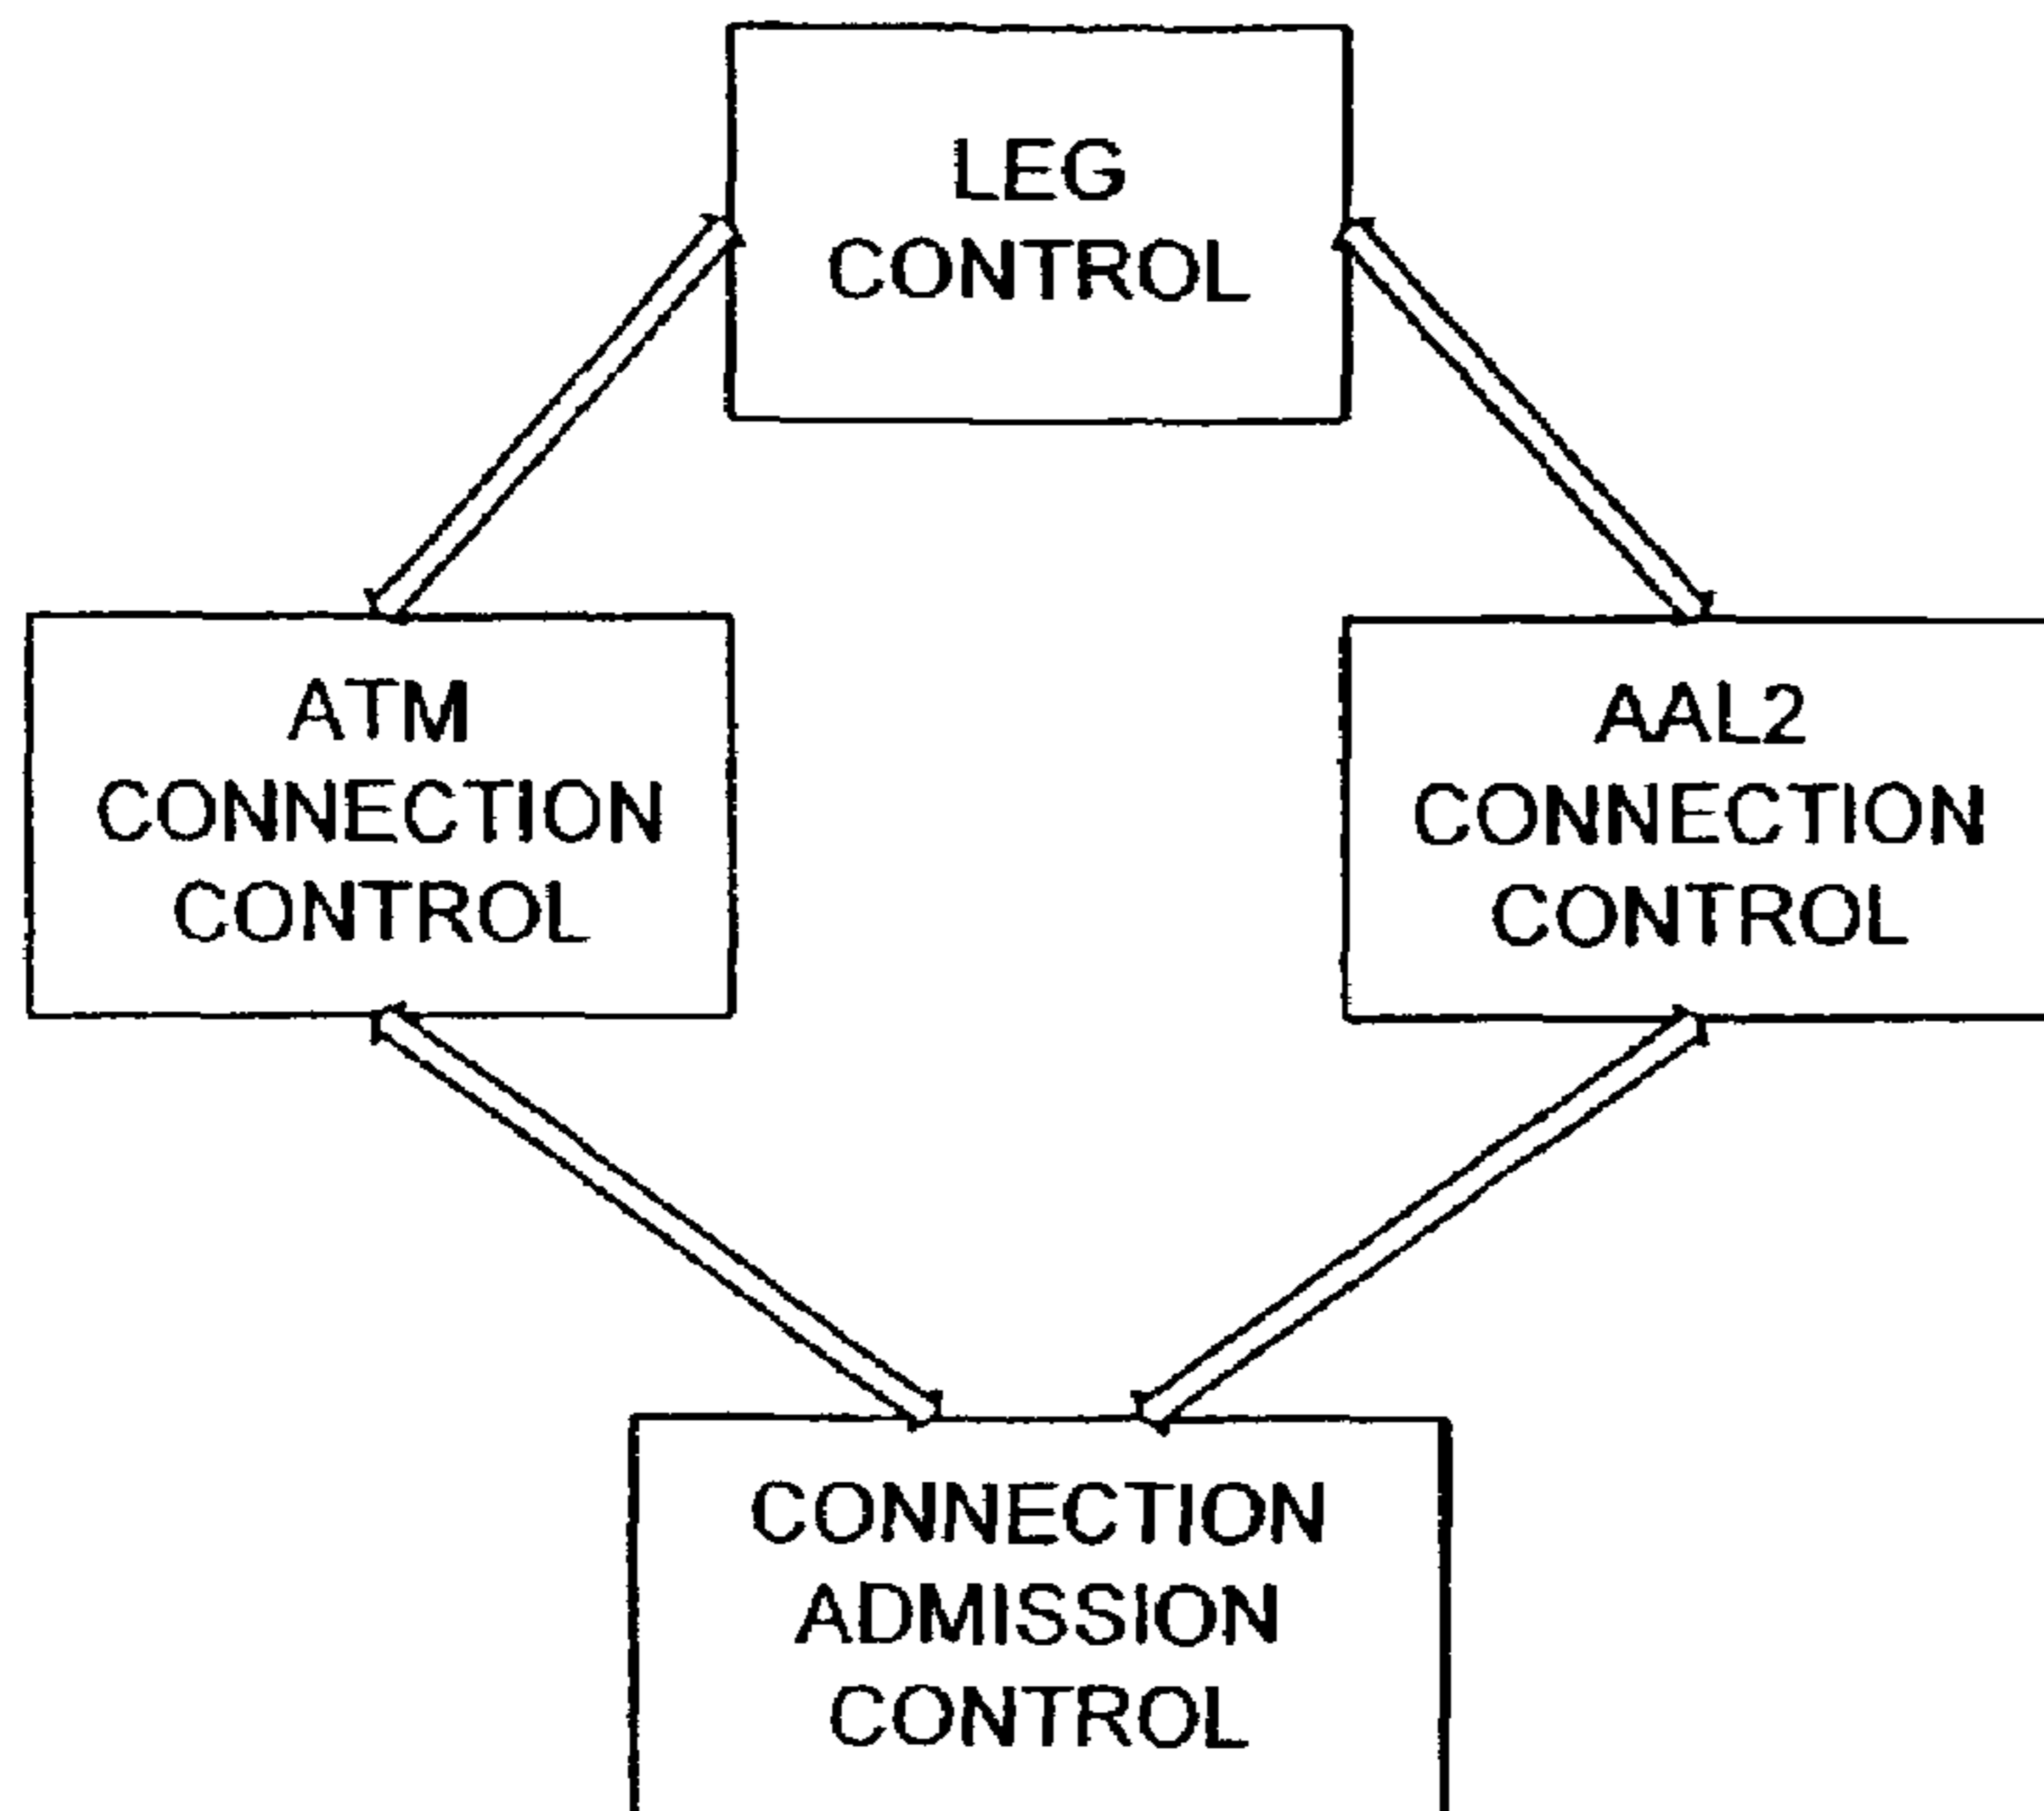 LEG
CONTROL
ATM
CONNECTION
CONTROL
AAL2
CONNECTION
CONTROL
CONNECTION
ADMISSION
CONTROL